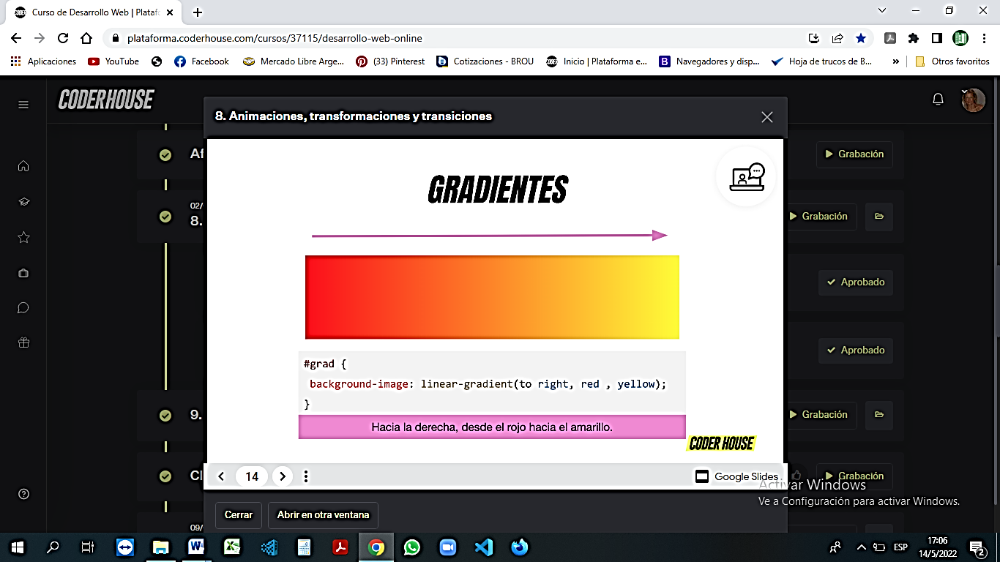 CODER
Curso de Desarrollo Web | Plataf
plataforma.coderhouse.com/cursos/37115/desarrollo-web-online
Aplicaciones
YouTube
Facebook
Mercado Libre Arge...
(33) Pinterest
Cotizaciones - BROU
Inicio | Plataforma e...
Navegadores y disp...
Hoja de trucos de B...
»
Otros favoritos
CODERHOUSE
8. Animaciones, transformaciones y transiciones
Af
Grabación
02/
8.
Grabación
Aprobado
Aprobado
9.
Grabación
Cl
Grabación
09/
GRADIENTES
#grad {
background-image: linear-gradient(to right, red , yellow);
}
Hacia la derecha, desde el rojo hacia el amarillo.
CODER HOUSE
14
Google Slides
Activar Windows
Ve a Configuración para activar Windows.
Cerrar
Abrir en otra ventana
ESP
17:06
14/5/2022
2